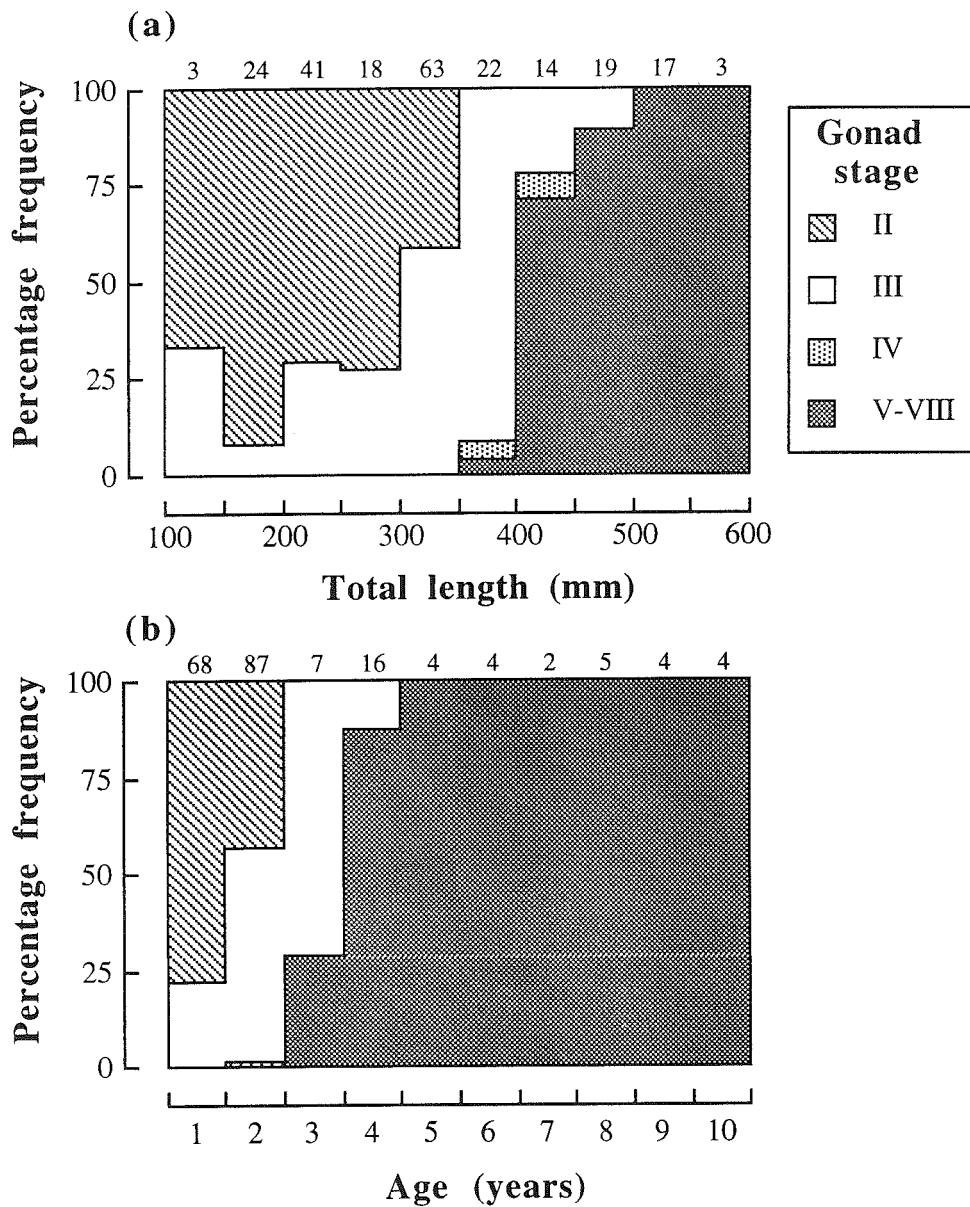 (a)
3 24 41 18 63 22 14 19 17 3
100
75
50
25
0
Percentage frequency
100 200 300 400 500 600
Total length (mm)
Gonad
stage
II
III
IV
V-VIII
(b)
68 87 7 16 4 4 2 5 4 4
100
75
50
25
0
Percentage frequency
1 2 3 4 5 6 7 8 9 10
Age (years)